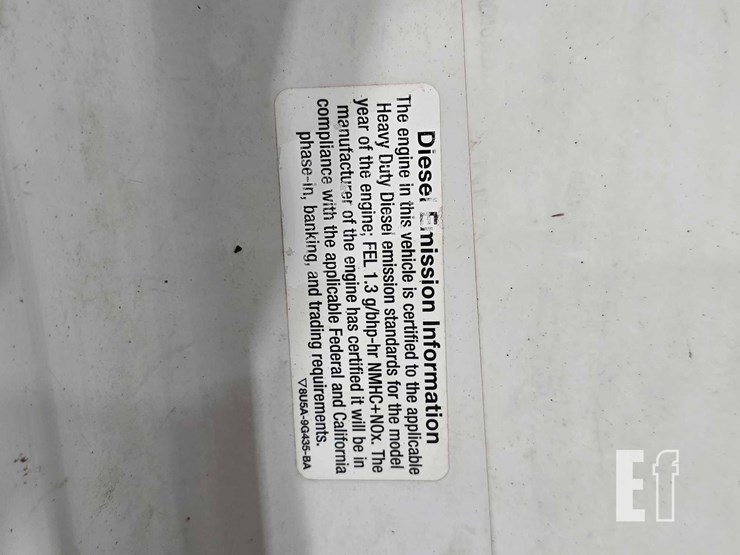 Diesel Emission Information
The engine in this vehicle is certified to the applicable
Heavy Duty Diesel emission standards for the model
year of the engine; FEL 1.3 g/bhp-hr NMHC+NOx. The
manufacturer of the engine has certified it will be in
compliance with the applicable Federal and California
phase-in, banking, and trading requirements.
▽8U5A-9G435-BA
Ef